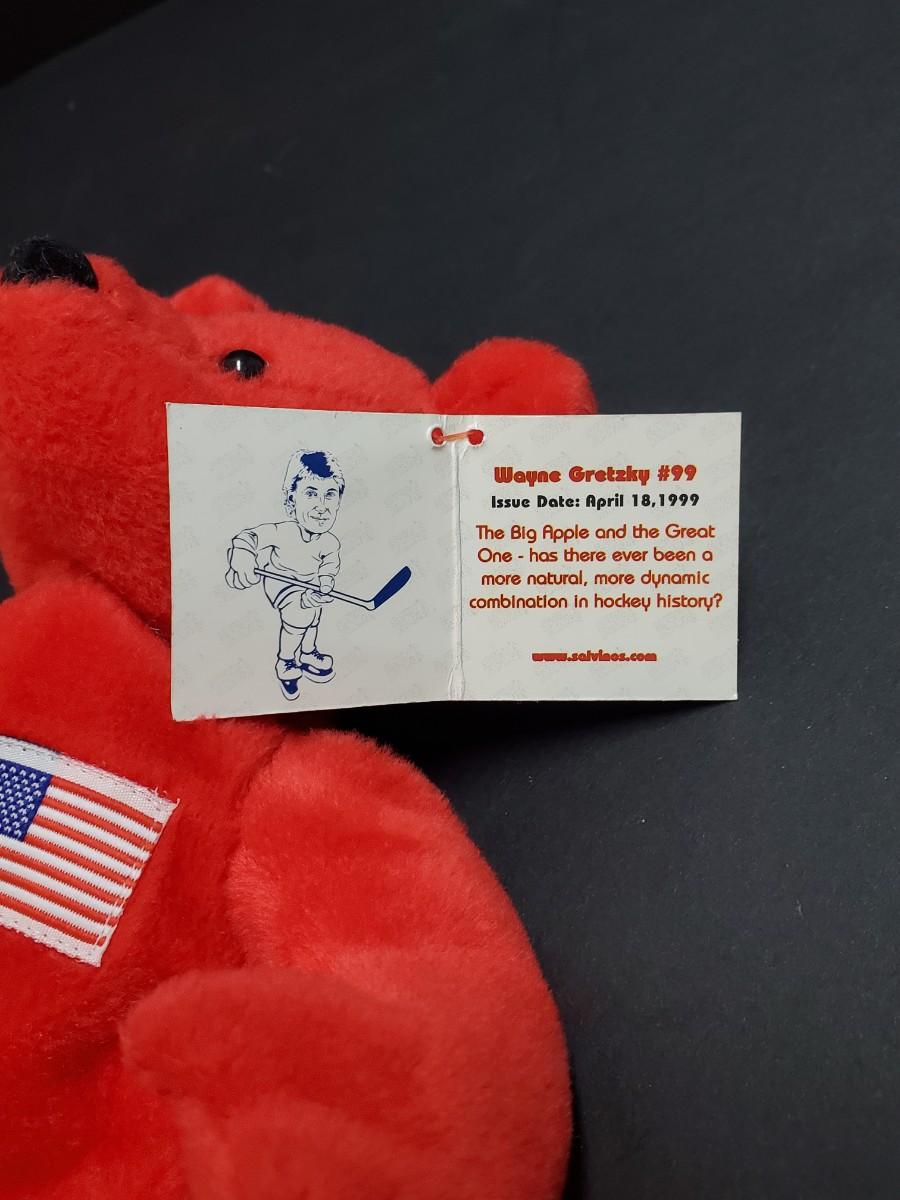 Wayne Gretzky #99
Issue Date: April 18,1999
The Big Apple and the Great
One - has there ever been a
more natural, more dynamic
combination in hockey history?
www.salvinos.com